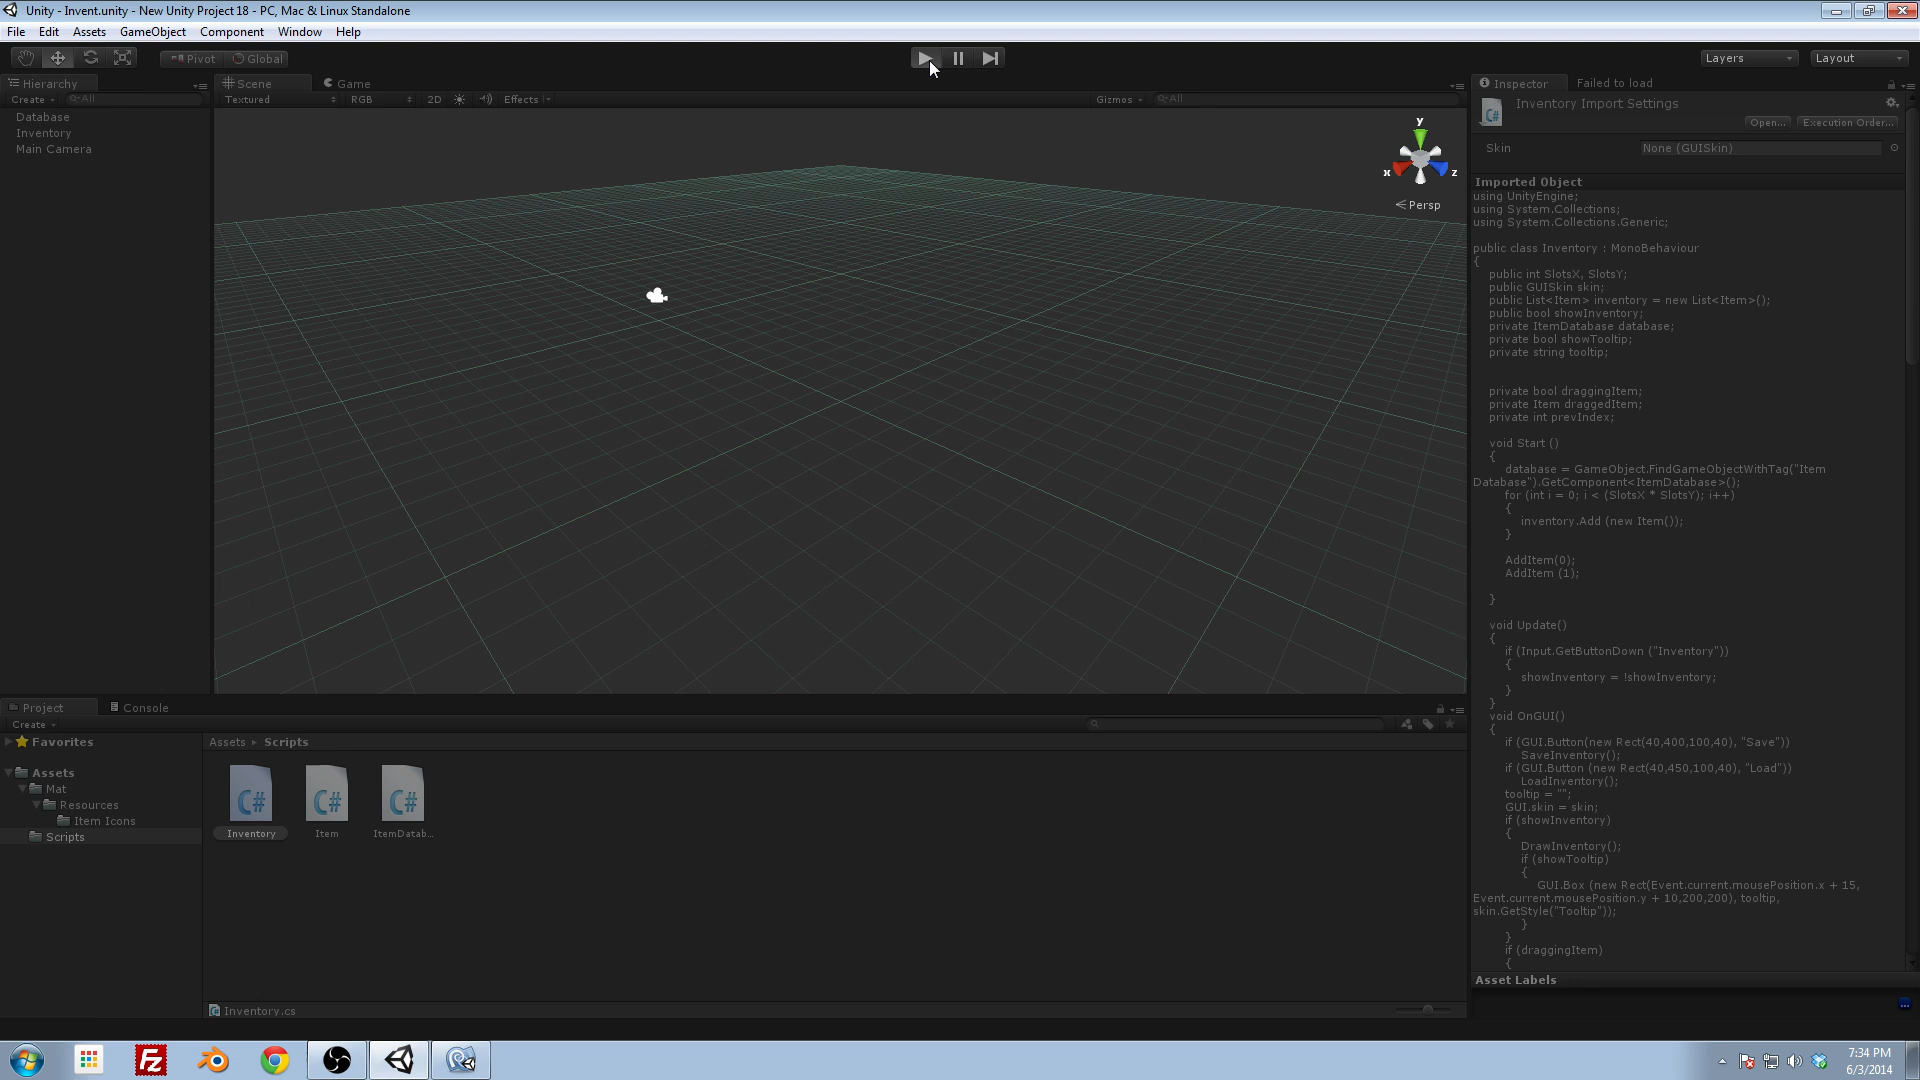 Unity - Invent.unity - New Unity Project 18 - PC, Mac & Linux Standalone
File Edit Assets GameObject Component Window Help
Pivot Global Layers Layout
Hierarchy
Create All
Database
Inventory
Main Camera
Scene Game
Textured RGB 2D Effects Gizmos All
y
x z
Persp
Inspector Failed to load
Inventory Import Settings
Open... Execution Order...
Skin None (GUISkin)
Imported Object
using UnityEngine;
using System.Collections;
using System.Collections.Generic;
public class Inventory : MonoBehaviour
{
public int SlotsX, SlotsY;
public GUISkin skin;
public List<Item> inventory = new List<Item>();
public bool showInventory;
private ItemDatabase database;
private bool showTooltip;
private string tooltip;
private bool draggingItem;
private Item draggedItem;
private int prevIndex;
void Start ()
{
database = GameObject.FindGameObjectWithTag("Item
Database").GetComponent<ItemDatabase>();
for (int i = 0; i < (SlotsX * SlotsY); i++)
{
inventory.Add (new Item());
}
AddItem(0);
AddItem (1);
}
void Update()
{
if (Input.GetButtonDown ("Inventory"))
{
showInventory = !showInventory;
}
}
void OnGUI()
{
if (GUI.Button(new Rect(40,400,100,40), "Save"))
SaveInventory();
if (GUI.Button (new Rect(40,450,100,40), "Load"))
LoadInventory();
tooltip = "";
GUI.skin = skin;
if (showInventory)
{
DrawInventory();
if (showTooltip)
{
GUI.Box (new Rect(Event.current.mousePosition.x + 15,
Event.current.mousePosition.y + 10,200,200), tooltip,
skin.GetStyle("Tooltip"));
}
}
if (draggingItem)
{
Asset Labels
Project Console
Create
Favorites
Assets
Mat
Resources
Item Icons
Scripts
Assets Scripts
C# C# C#
Inventory Item ItemDatab...
Inventory.cs
Fz
7:34 PM
6/3/2014